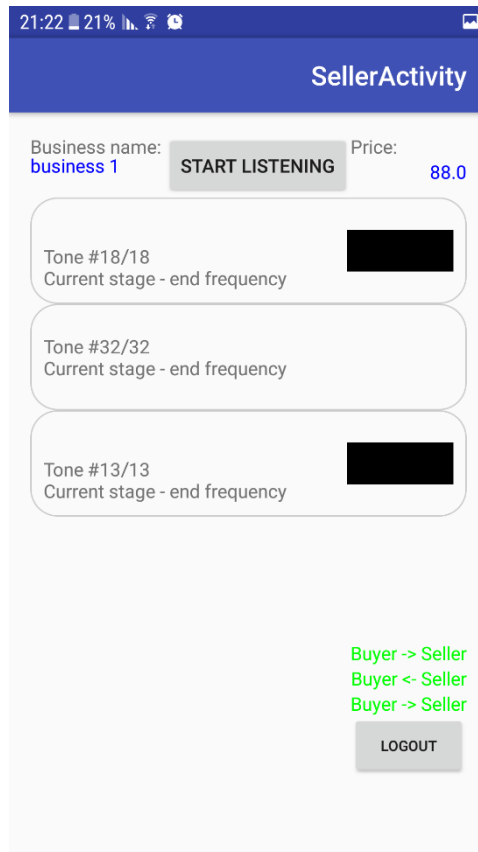 21:22 21%
SellerActivity
Business name:
business 1
START LISTENING
Price:
88.0
Tone #18/18
Current stage - end frequency
Tone #32/32
Current stage - end frequency
Tone #13/13
Current stage - end frequency
Buyer -> Seller
Buyer <- Seller
Buyer -> Seller
LOGOUT